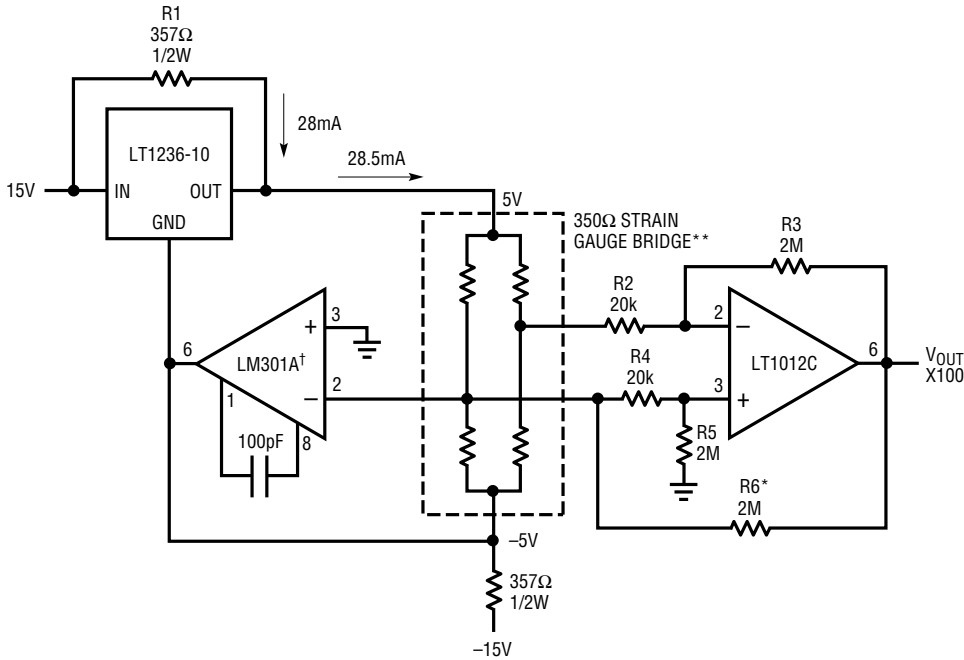 R1
357Ω
1/2W
28mA
LT1236-10
28.5mA
15V
IN
OUT
GND
5V
350Ω STRAIN
GAUGE BRIDGE**
R3
2M
R2
20k
3
+
6
LM301A†
2
–
1
8
100pF
2
–
6
LT1012C
VOUT
X100
R4
20k
3
+
R5
2M
R6*
2M
–5V
357Ω
1/2W
–15V